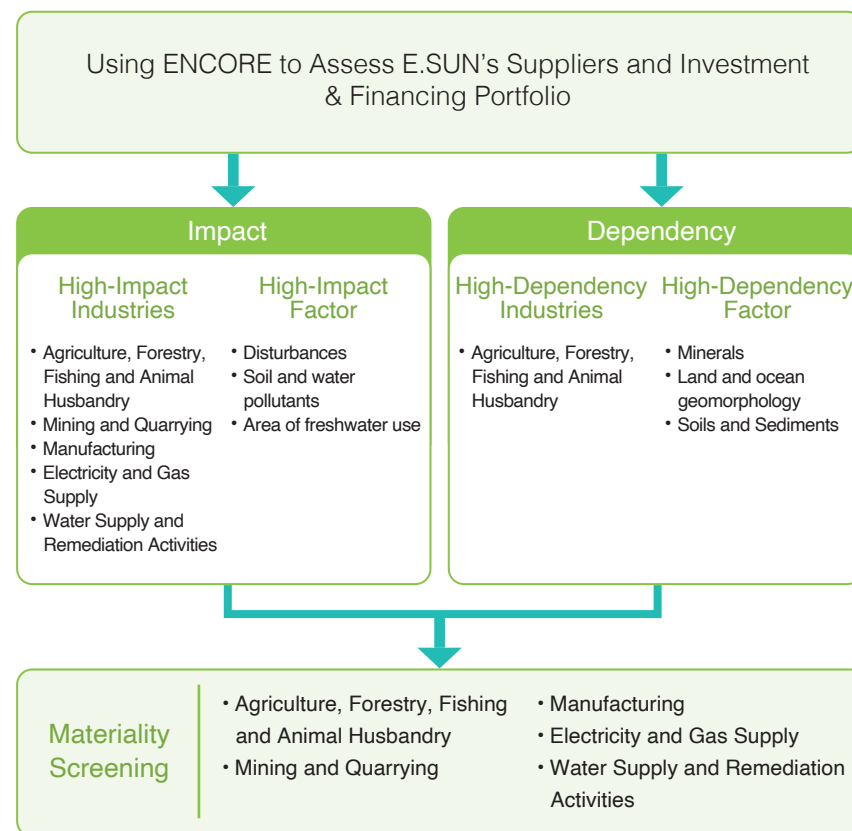 Using ENCORE to Assess E.SUN's Suppliers and Investment
& Financing Portfolio
Impact
High-Impact
Industries
• Agriculture, Forestry,
Fishing and Animal
Husbandry
• Mining and Quarrying
• Manufacturing
• Electricity and Gas
Supply
• Water Supply and
Remediation Activities
High-Impact
Factor
• Disturbances
• Soil and water
pollutants
• Area of freshwater use
Dependency
High-Dependency
Industries
• Agriculture, Forestry,
Fishing and Animal
Husbandry
High-Dependency
Factor
• Minerals
• Land and ocean
geomorphology
• Soils and Sediments
Materiality
Screening
• Agriculture, Forestry, Fishing
and Animal Husbandry
• Mining and Quarrying
• Manufacturing
• Electricity and Gas Supply
• Water Supply and Remediation
Activities